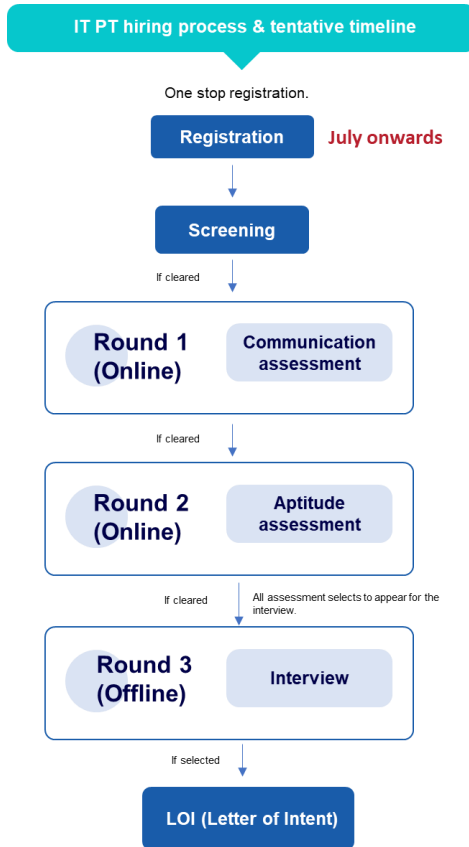 IT PT hiring process & tentative timeline
One stop registration.
Registration
July onwards
Screening
If cleared
Round 1
(Online)
Communication
assessment
If cleared
Round 2
(Online)
Aptitude
assessment
If cleared
All assessment selects to appear for the
interview.
Round 3
(Offline)
Interview
If selected
LOI (Letter of Intent)